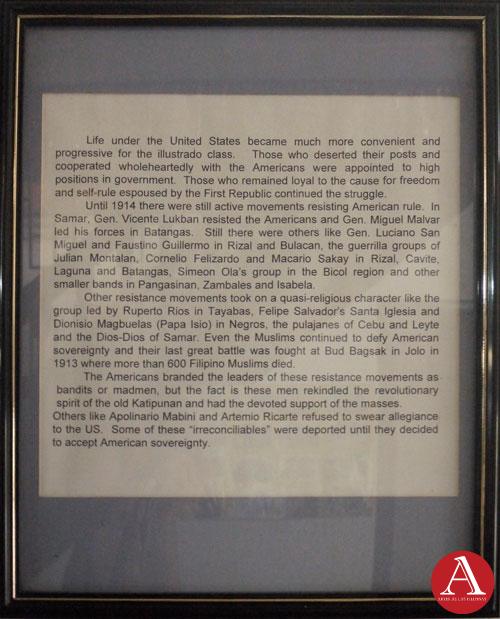 Life under the United States became much more convenient and
progressive for the illustrado class. Those who deserted their posts and
cooperated wholeheartedly with the Americans were appointed to high
positions in government. Those who remained loyal to the cause for freedom
and self-rule espoused by the First Republic continued the struggle.
Until 1914 there were still active movements resisting American rule. In
Samar, Gen. Vicente Lukban resisted the Americans and Gen. Miguel Malvar
led his forces in Batangas. Still there were others like Gen. Luciano San
Miguel and Faustino Guillermo in Rizal and Bulacan, the guerrilla groups of
Julian Montalan, Cornelio Felizardo and Macario Sakay in Rizal, Cavite,
Laguna and Batangas, Simeon Ola's group in the Bicol region and other
smaller bands in Pangasinan, Zambales and Isabela.
Other resistance movements took on a quasi-religious character like the
group led by Ruperto Rios in Tayabas, Felipe Salvador's Santa Iglesia and
Dionisio Magbuelas (Papa Isio) in Negros, the pulajanes of Cebu and Leyte
and the Dios-Dios of Samar. Even the Muslims continued to defy American
sovereignty and their last great battle was fought at Bud Bagsak in Jolo in
1913 where more than 600 Filipino Muslims died.
The Americans branded the leaders of these resistance movements as
bandits or madmen, but the fact is these men rekindled the revolutionary
spirit of the old Katipunan and had the devoted support of the masses.
Others like Apolinario Mabini and Artemio Ricarte refused to swear allegiance
to the US. Some of these "irreconciliables" were deported until they decided
to accept American sovereignty.
A